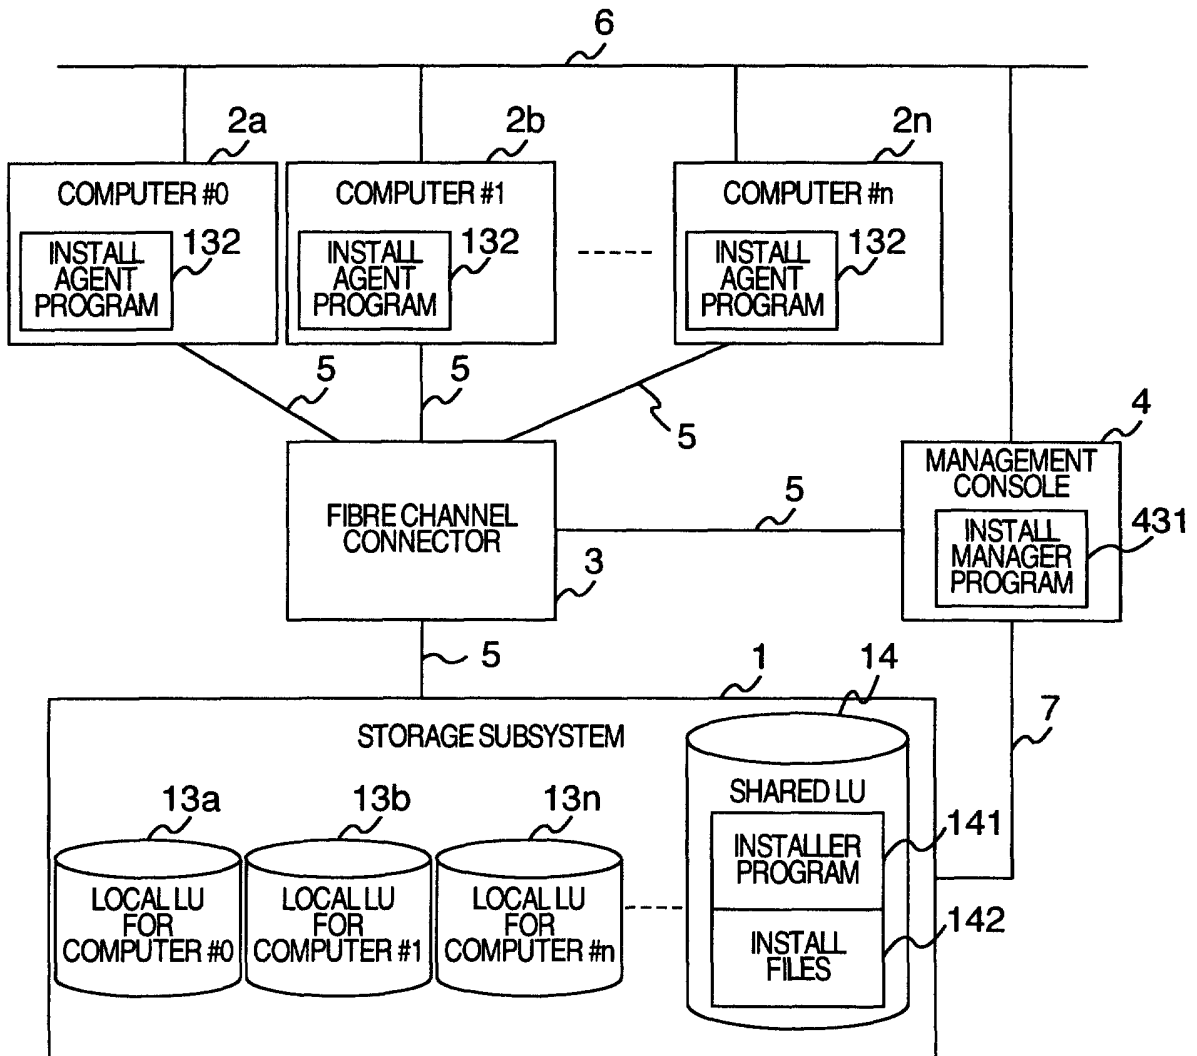 6
2a
2b
2n
COMPUTER #0
COMPUTER #1
COMPUTER #n
INSTALL
AGENT
PROGRAM
132
INSTALL
AGENT
PROGRAM
132
INSTALL
AGENT
PROGRAM
132
5
5
5
4
MANAGEMENT
CONSOLE
INSTALL
MANAGER
PROGRAM
431
FIBRE CHANNEL
CONNECTOR
5
3
5
1
14
7
STORAGE SUBSYSTEM
13a
13b
13n
SHARED LU
141
INSTALLER
PROGRAM
LOCAL LU
FOR
COMPUTER #0
LOCAL LU
FOR
COMPUTER #1
LOCAL LU
FOR
COMPUTER #n
142
INSTALL
FILES